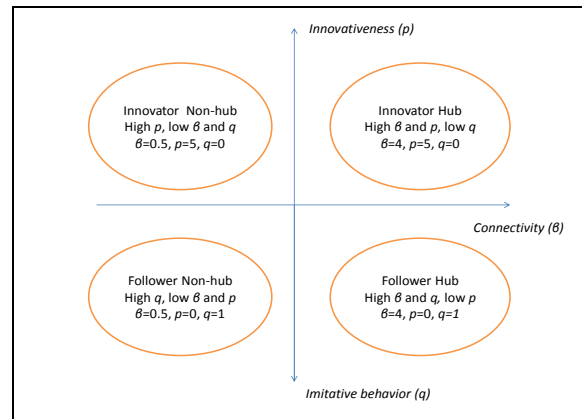 Innovativeness (p)
Innovator Non-hub
High p, low β and q
β=0.5, p=5, q=0
Innovator Hub
High β and p, low q
β=4, p=5, q=0
Connectivity (β)
Follower Non-hub
High q, low β and p
β=0.5, p=0, q=1
Follower Hub
High β and q, low p
β=4, p=0, q=1
Imitative behavior (q)